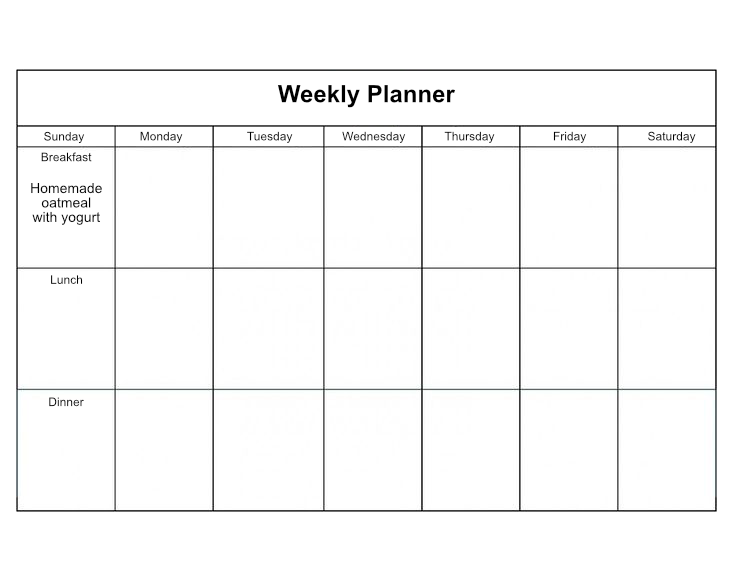 Weekly Planner
Sunday Monday Tuesday Wednesday Thursday Friday Saturday
Breakfast
Homemade
oatmeal
with yogurt
Lunch
Dinner